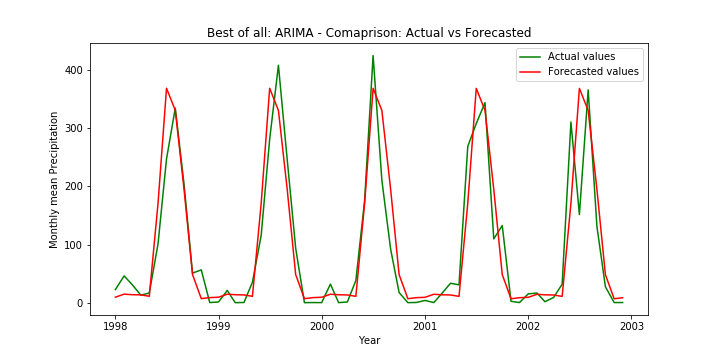 Best of all: ARIMA - Comaprison: Actual vs Forecasted
Actual values
Forecasted values
400
300
200
100
0
Monthly mean Precipitation
1998
1999
2000
2001
2002
2003
Year